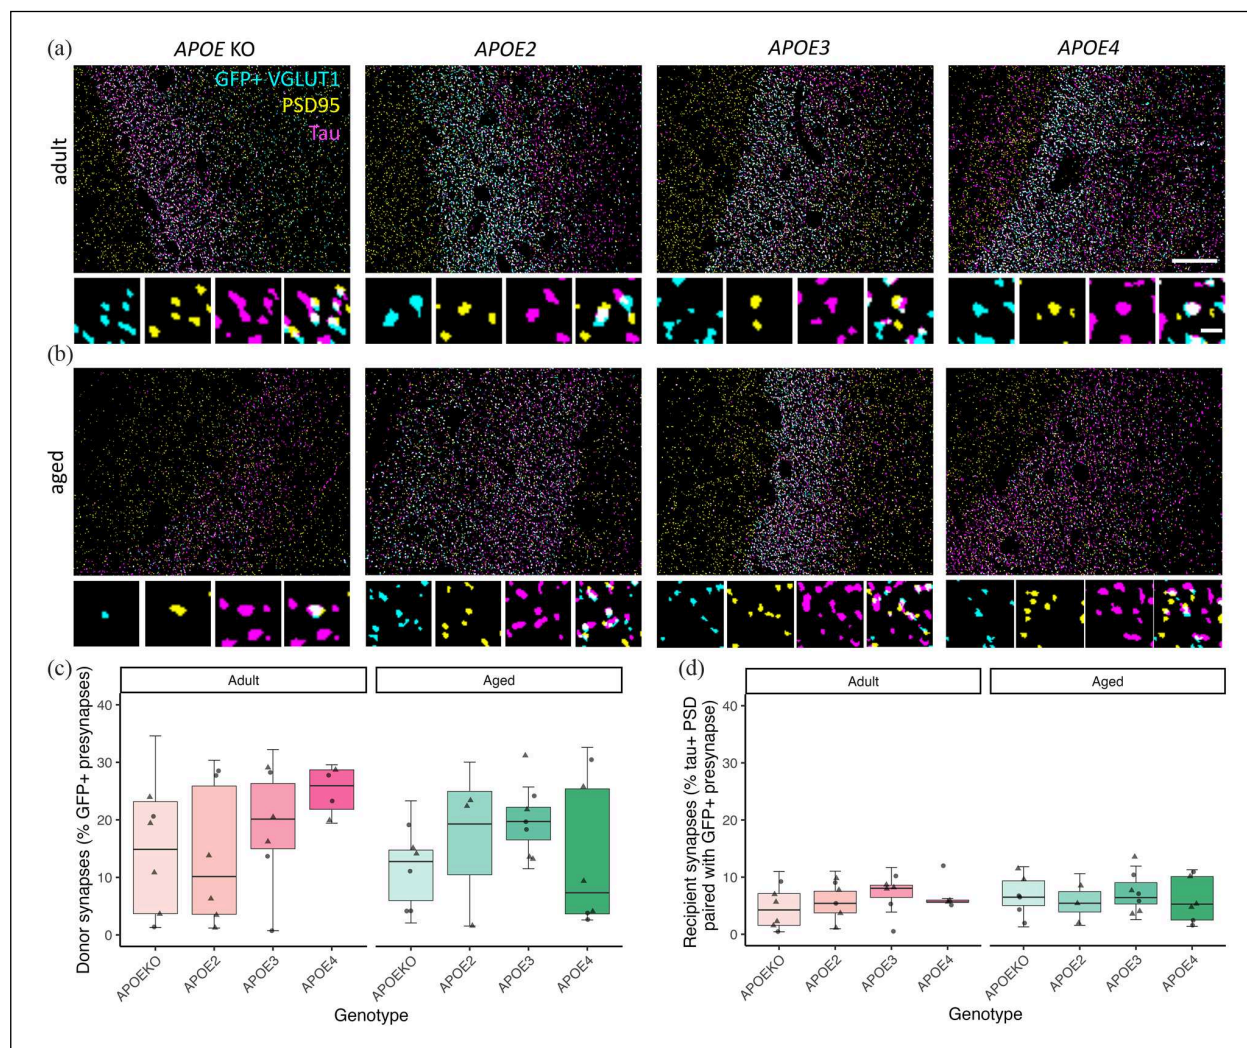 (a)
APOE KO
APOE2
APOE3
APOE4
GFP+ VGLUT1
PSD95
Tau
adult
(b)
aged
(c)
Adult
Aged
Donor synapses (% GFP+ presynapses)
40
30
20
10
0
APOEKO
APOE2
APOE3
APOE4
APOEKO
APOE2
APOE3
APOE4
Genotype
(d)
Adult
Aged
Recipient synapses (% tau+ PSD
paired with GFP+ presynapse)
40
30
20
10
0
APOEKO
APOE2
APOE3
APOE4
APOEKO
APOE2
APOE3
APOE4
Genotype